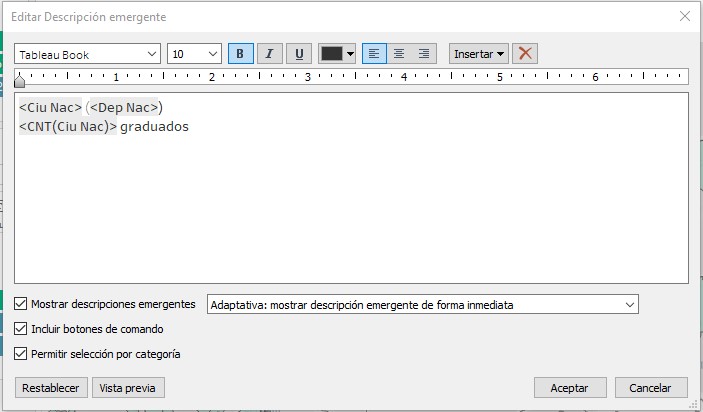 Editar Descripción emergente
Tableau Book 10 B I U Insertar
1 2 3 4 5 6
<Ciu Nac> (<Dep Nac>)
<CNT(Ciu Nac)> graduados
Mostrar descripciones emergentes Adaptativa: mostrar descripción emergente de forma inmediata
Incluir botones de comando
Permitir selección por categoría
Restablecer Vista previa Aceptar Cancelar